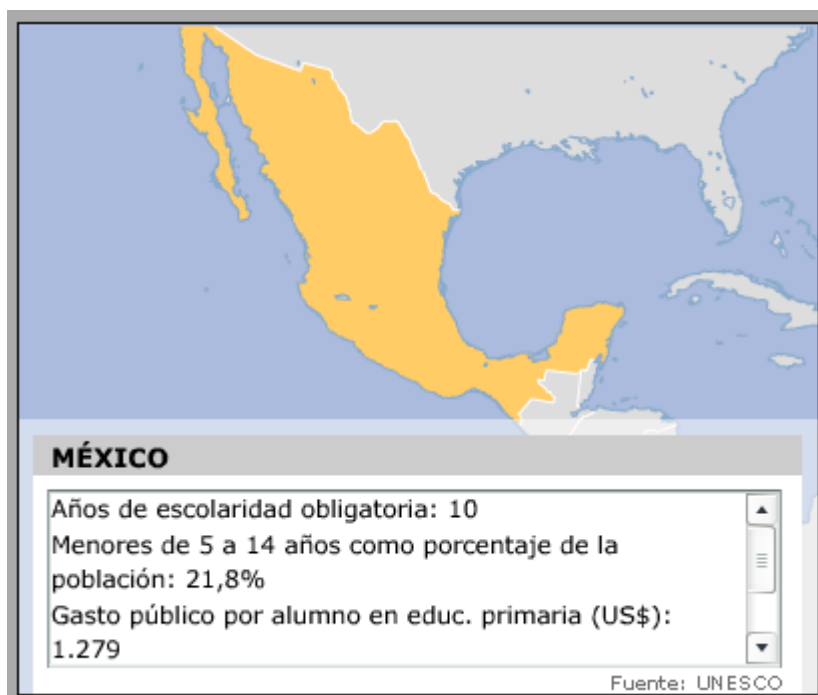 MÉXICO
Años de escolaridad obligatoria: 10
Menores de 5 a 14 años como porcentaje de la
población: 21,8%
Gasto público por alumno en educ. primaria (US$):
1.279
Fuente: UNESCO